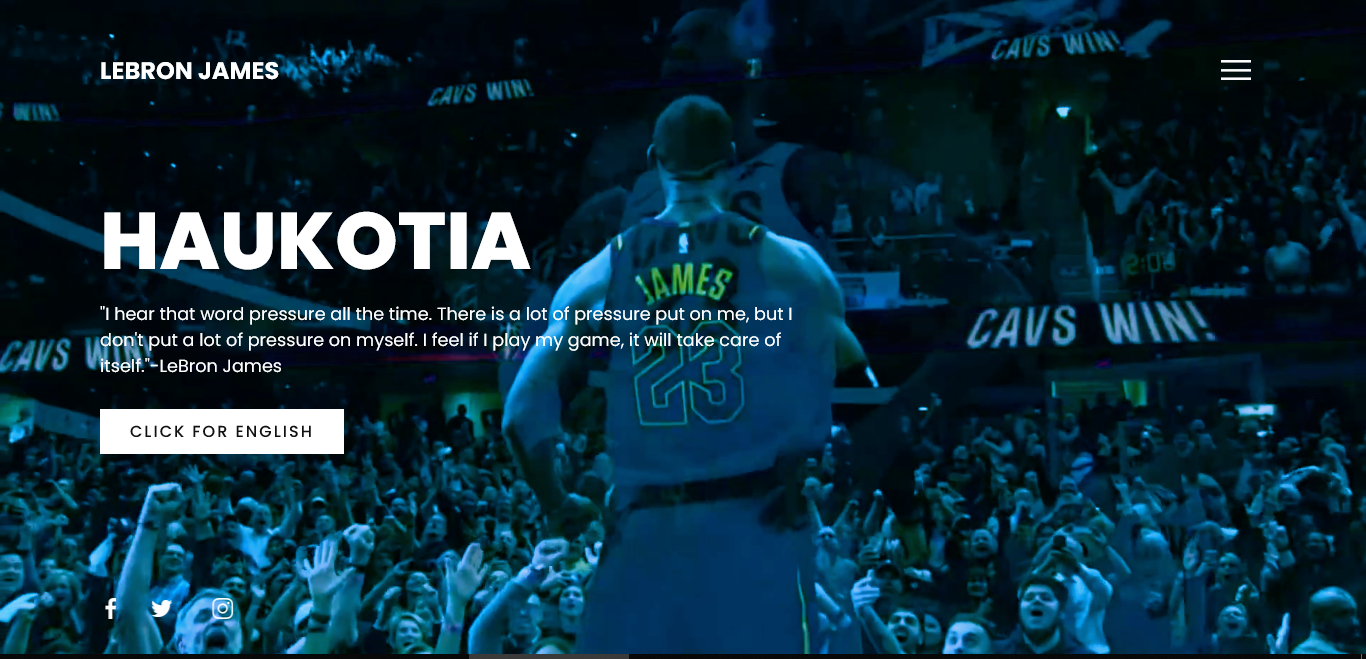 LEBRON JAMES
CAVS WIN!
CAVS WIN!
WIN!
HAUKOTIA
JAMES
23
2:04
"I hear that word pressure all the time. There is a lot of pressure put on me, but I
don't put a lot of pressure on myself. I feel if I play my game, it will take care of
itself."-LeBron James
CAVS WIN!
CAVS
CLICK FOR ENGLISH